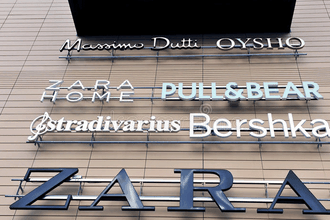 Massimo Dutti OYSHO
ZARA HOME PULL&BEAR
Stradivarius Bershka
ZARA